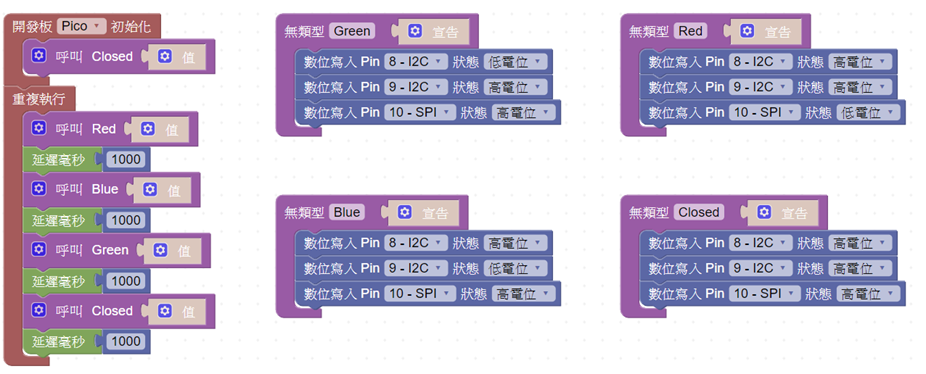 開發板 Pico 初始化
呼叫 Closed 值
重複執行
呼叫 Red 值
延遲毫秒 1000
呼叫 Blue 值
延遲毫秒 1000
呼叫 Green 值
延遲毫秒 1000
呼叫 Closed 值
延遲毫秒 1000
無類型 Green 宣告
數位寫入 Pin 8 - I2C 狀態 低電位
數位寫入 Pin 9 - I2C 狀態 高電位
數位寫入 Pin 10 - SPI 狀態 高電位
無類型 Red 宣告
數位寫入 Pin 8 - I2C 狀態 高電位
數位寫入 Pin 9 - I2C 狀態 高電位
數位寫入 Pin 10 - SPI 狀態 低電位
無類型 Blue 宣告
數位寫入 Pin 8 - I2C 狀態 高電位
數位寫入 Pin 9 - I2C 狀態 低電位
數位寫入 Pin 10 - SPI 狀態 高電位
無類型 Closed 宣告
數位寫入 Pin 8 - I2C 狀態 高電位
數位寫入 Pin 9 - I2C 狀態 高電位
數位寫入 Pin 10 - SPI 狀態 高電位